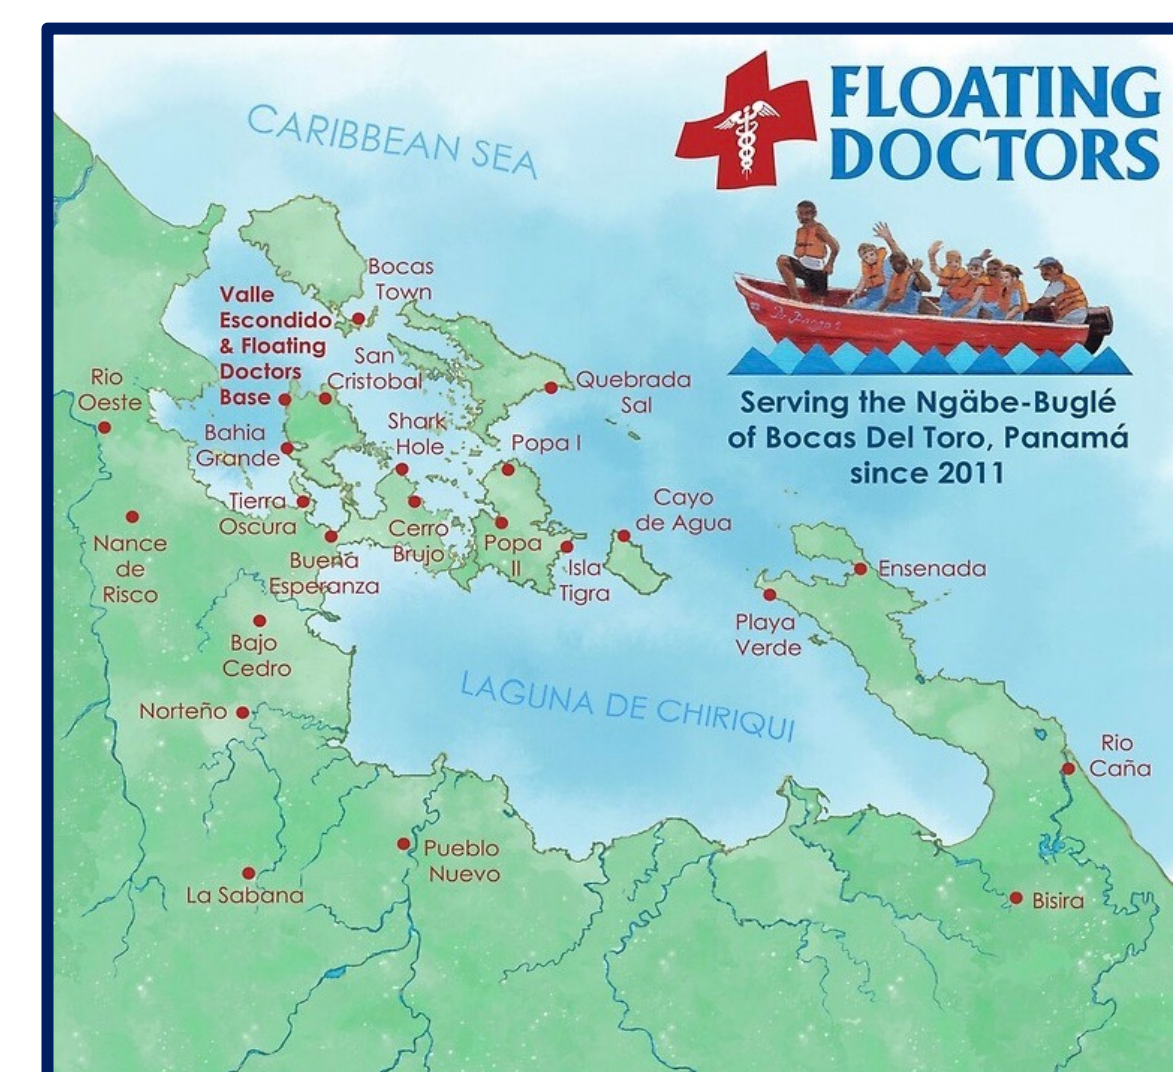 CARIBBEAN SEA
FLOATING
DOCTORS
Serving the Ngäbe-Buglé
of Bocas Del Toro, Panamá
since 2011
Bocas
Town
Valle
Escondido
& Floating
Doctors
Base
San
Cristobal
Quebrada
Sal
Rio
Oeste
Bahia
Grande
Shark
Hole
Popa I
Tierra
Oscura
Cerro
Brujo
Popa
II
Cayo
de Agua
Nance
de
Risco
Buena
Esperanza
Isla
Tigra
Ensenada
Playa
Verde
Bajo
Cedro
LAGUNA DE CHIRIQUI
Norteño
Rio
Caña
Pueblo
Nuevo
La Sabana
Bisira